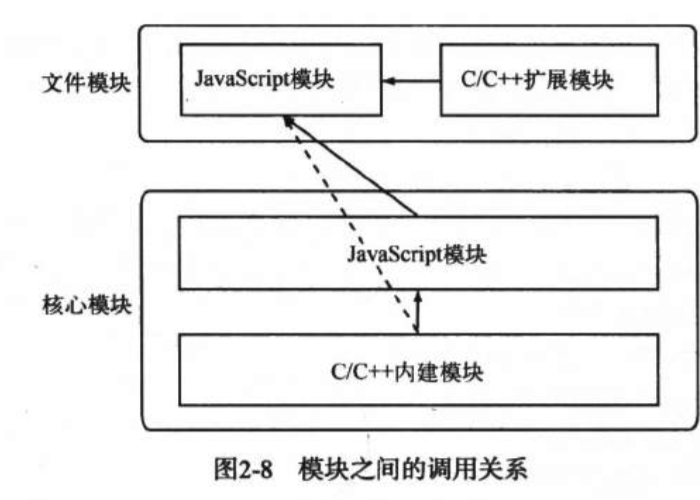 文件模块
JavaScript模块
C/C++扩展模块
核心模块
JavaScript模块
C/C++内建模块
图2-8 模块之间的调用关系